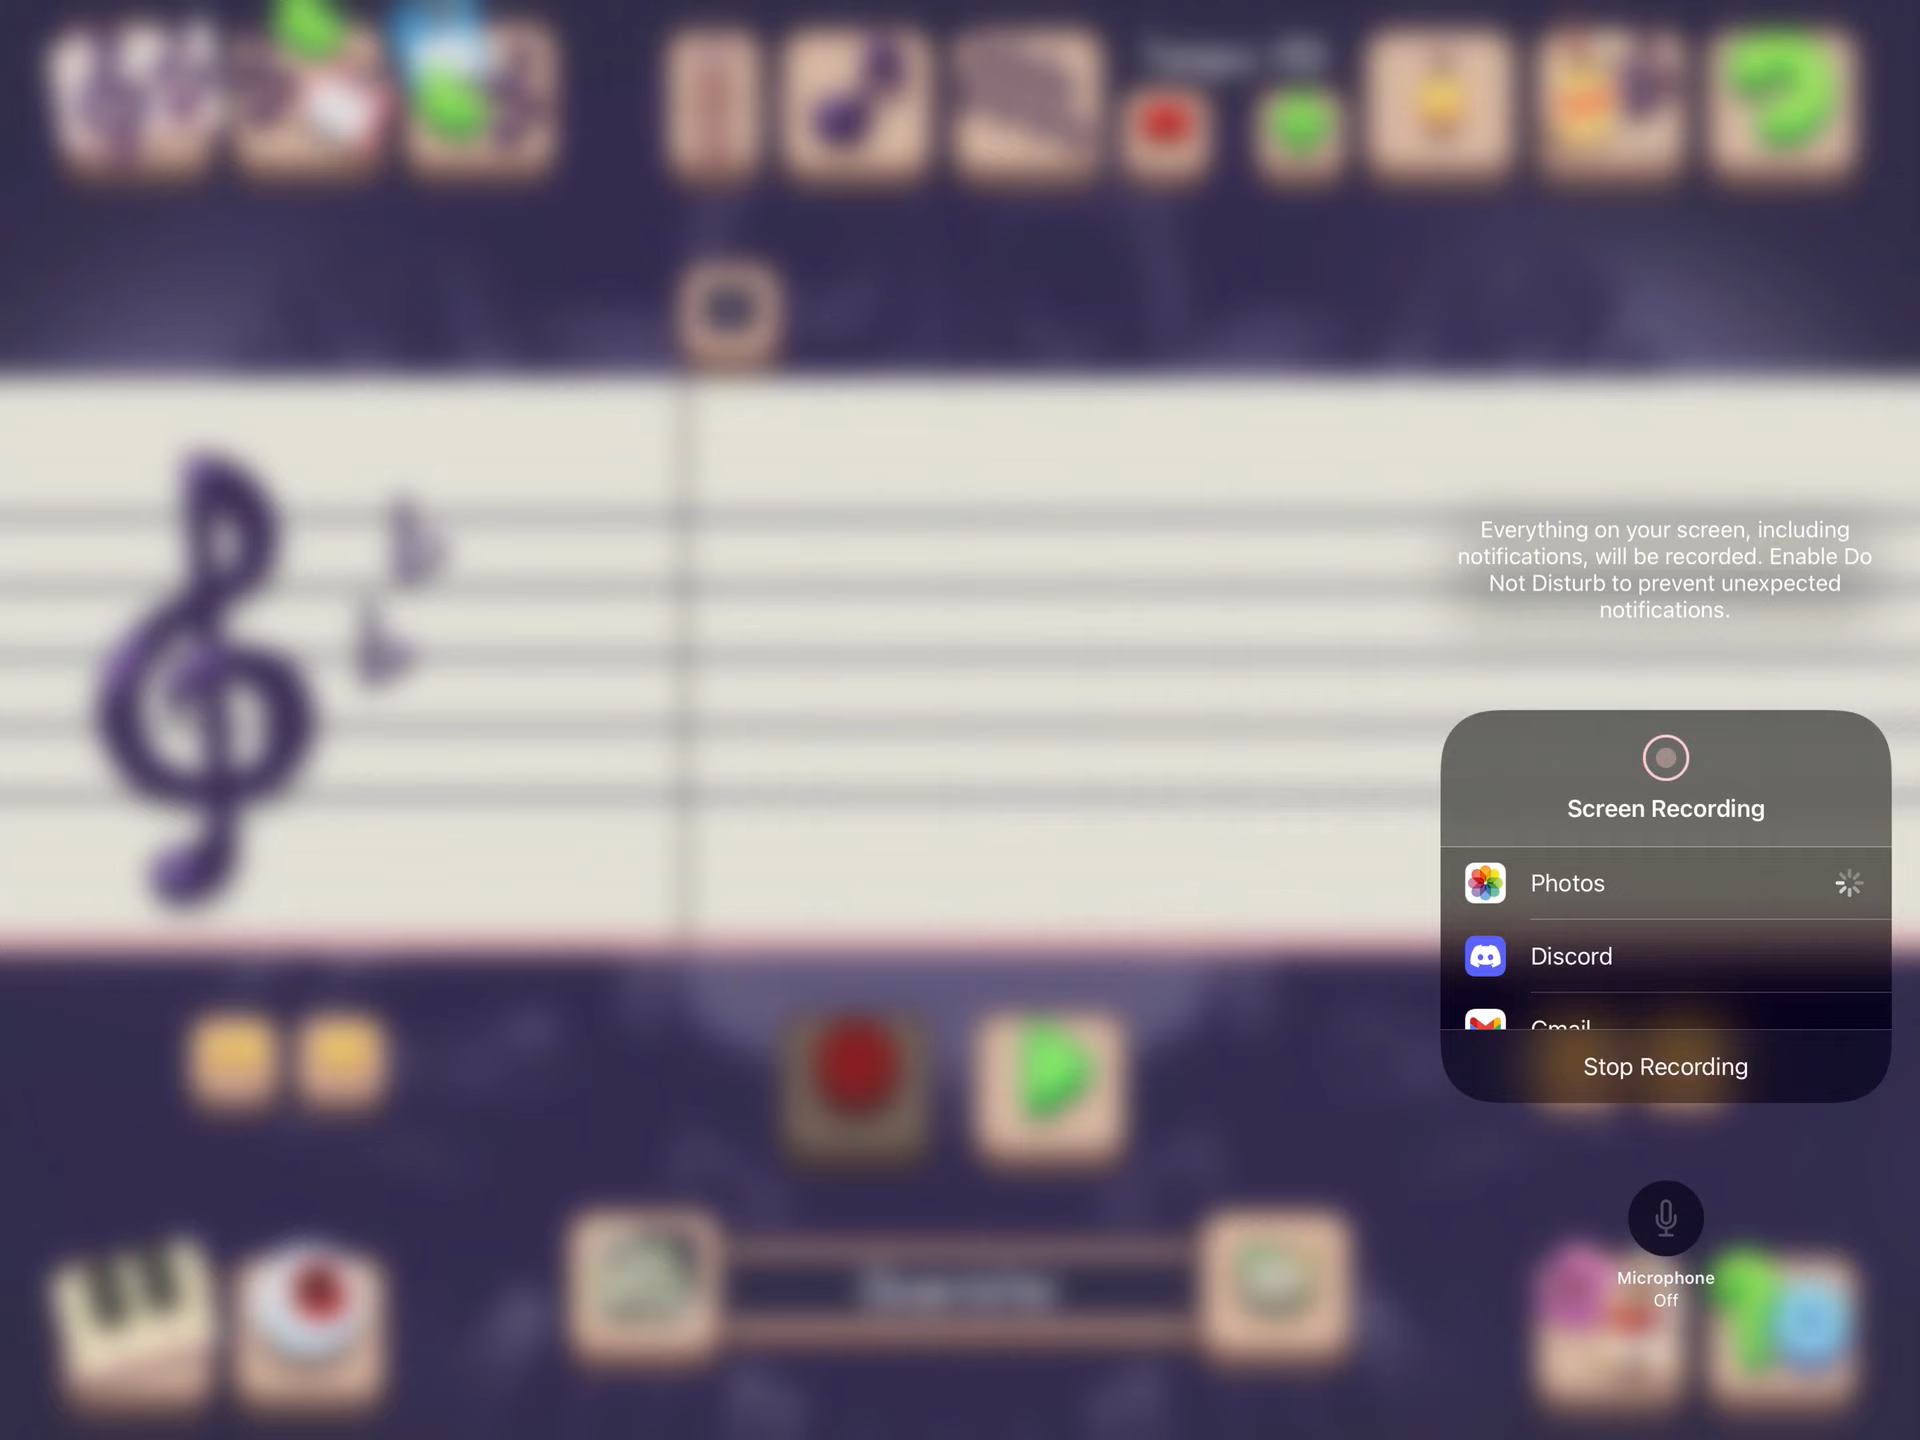 Everything on your screen, including
notifications, will be recorded. Enable Do
Not Disturb to prevent unexpected
notifications.
Screen Recording
Photos
Discord
Gmail
Stop Recording
Microphone
Off